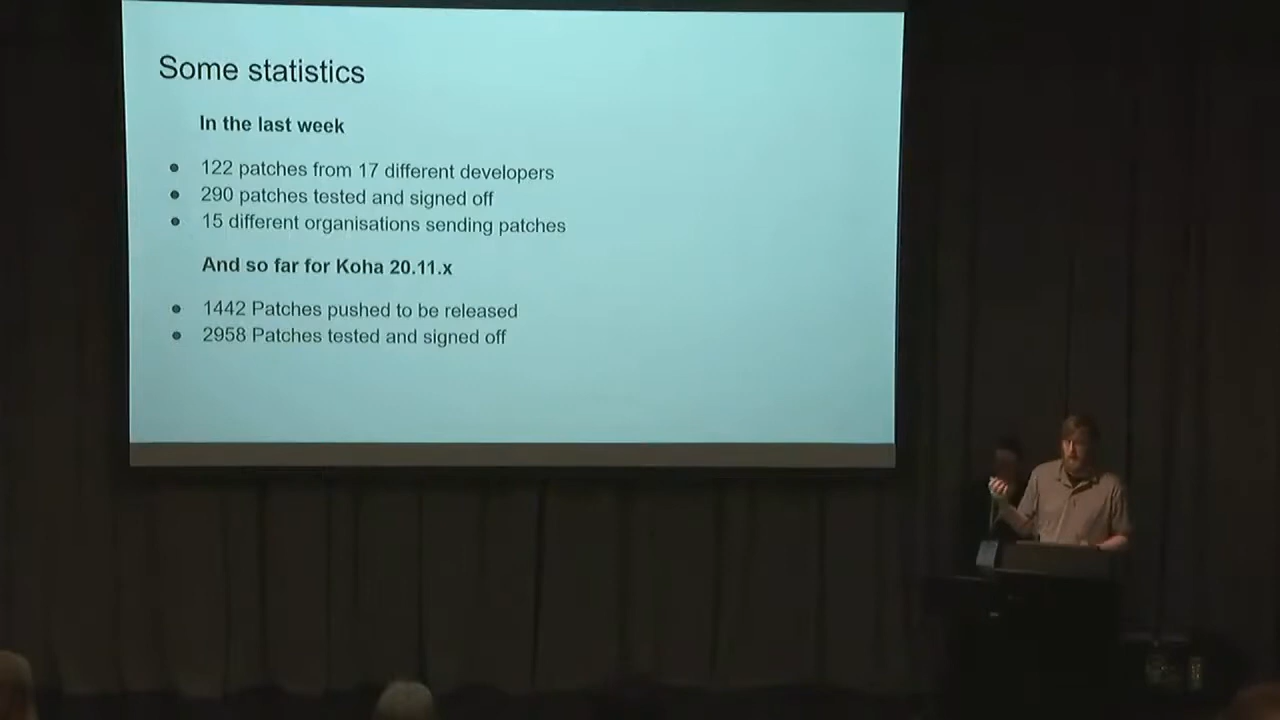 Some statistics
In the last week
122 patches from 17 different developers
290 patches tested and signed off
15 different organisations sending patches
And so far for Koha 20.11.x
1442 Patches pushed to be released
2958 Patches tested and signed off